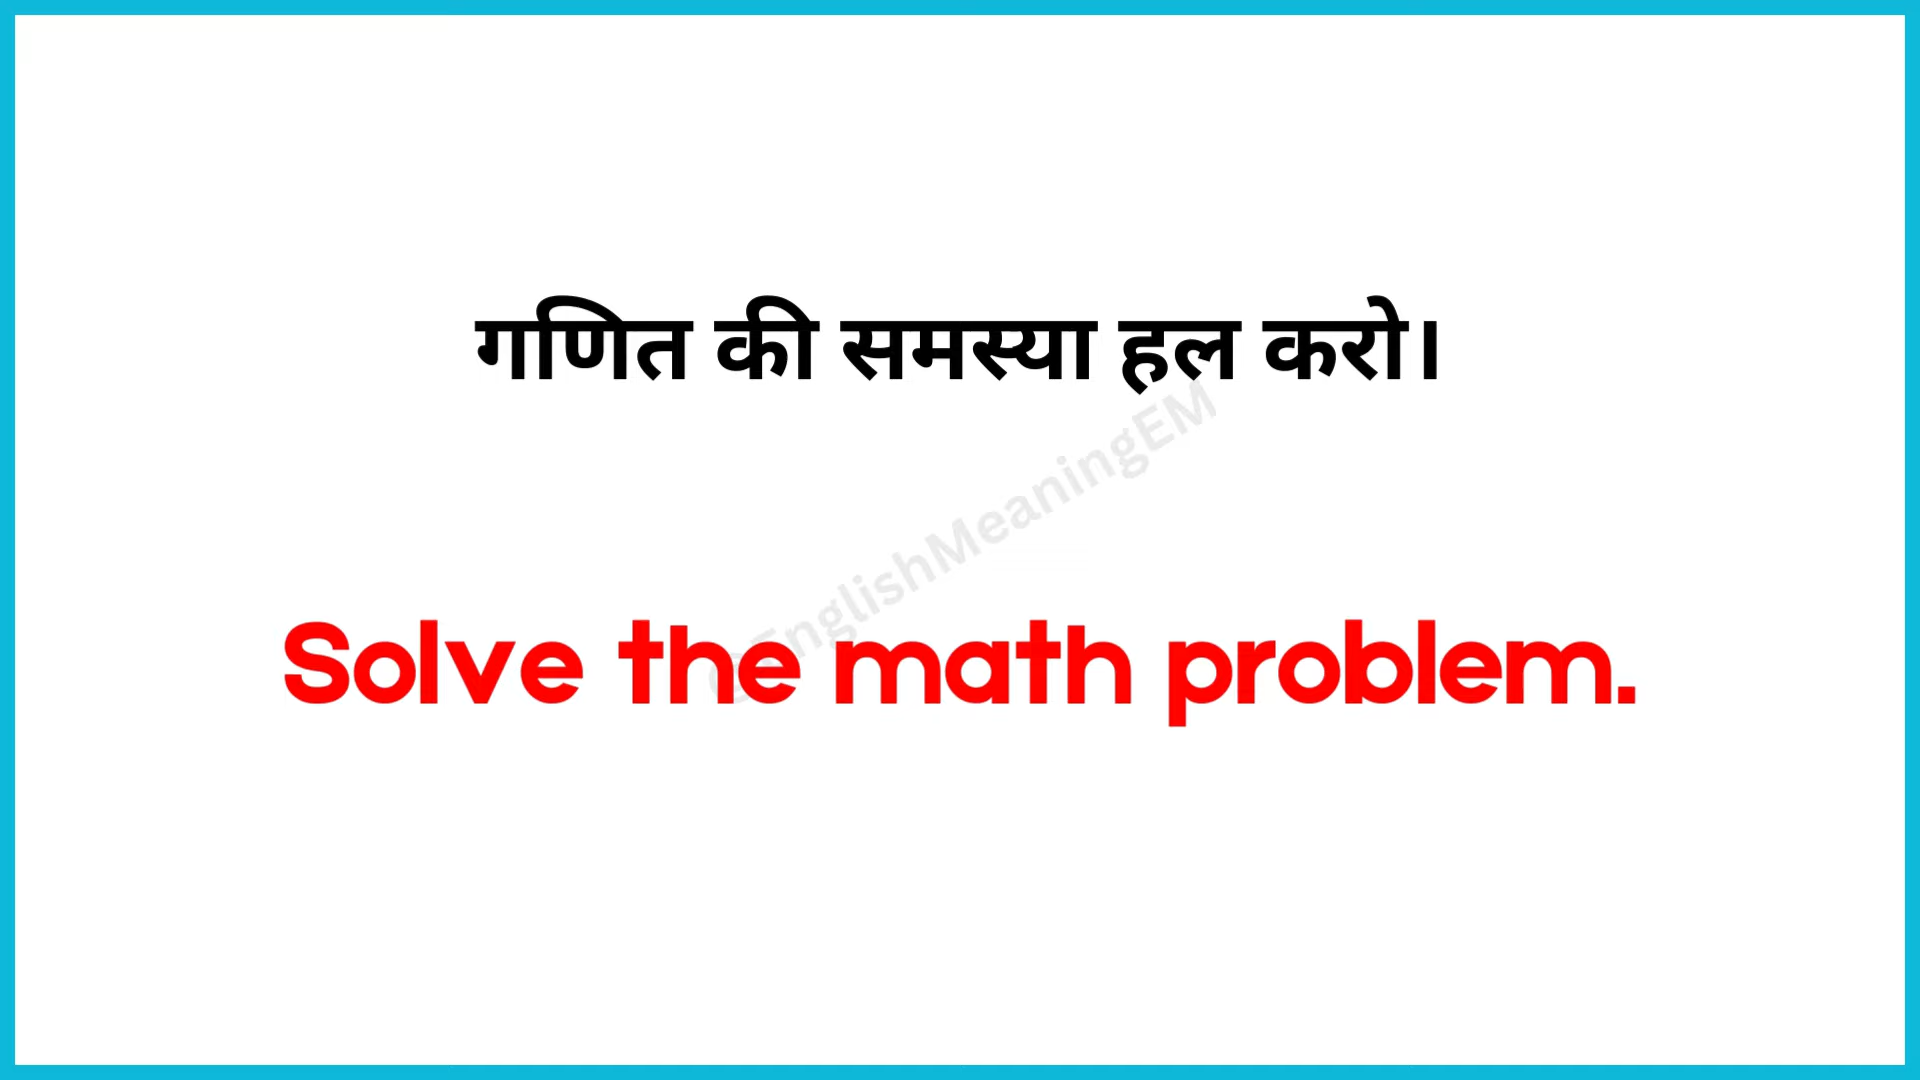 गणित की समस्या हल करो।
@EnglishMeaningEM
Solve the math problem.